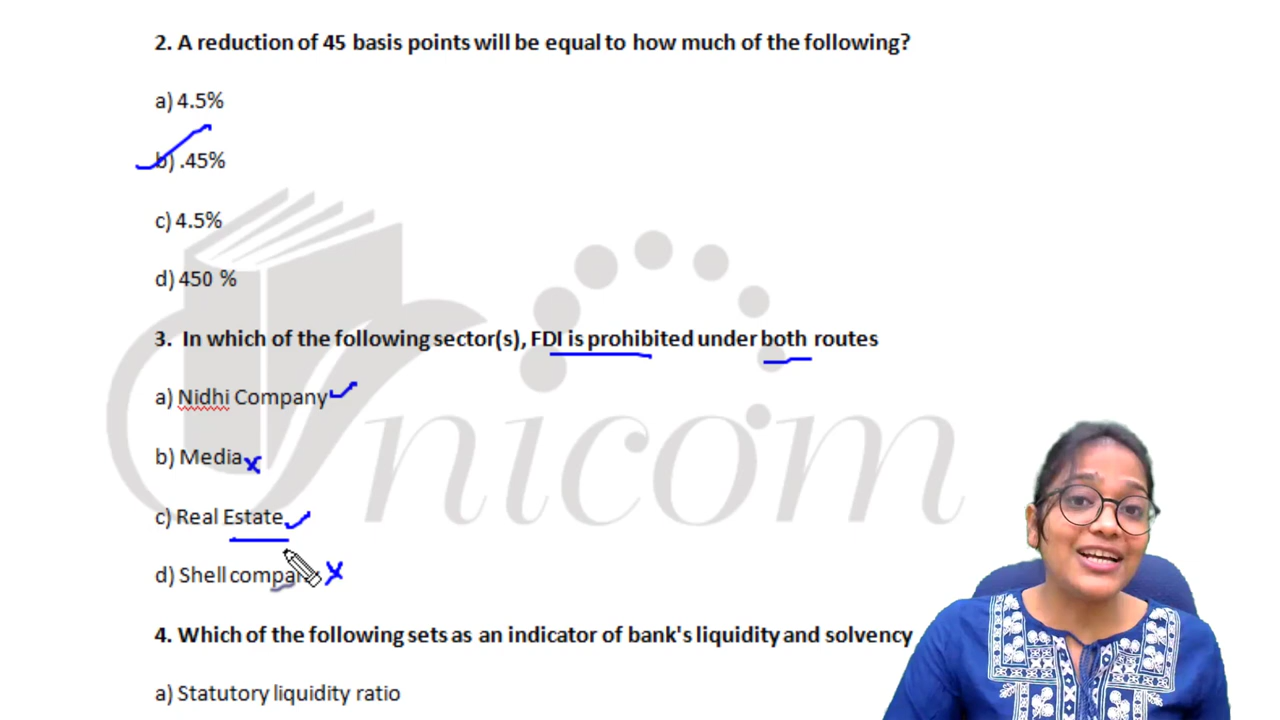 2. A reduction of 45 basis points will be equal to how much of the following?
a) 4.5%
b) .45%
c) 4.5%
d) 450 %
3. In which of the following sector(s), FDI is prohibited under both routes
a) Nidhi Company
b) Media
c) Real Estate
d) Shell company
4. Which of the following sets as an indicator of bank's liquidity and solvency
a) Statutory liquidity ratio
Unicom